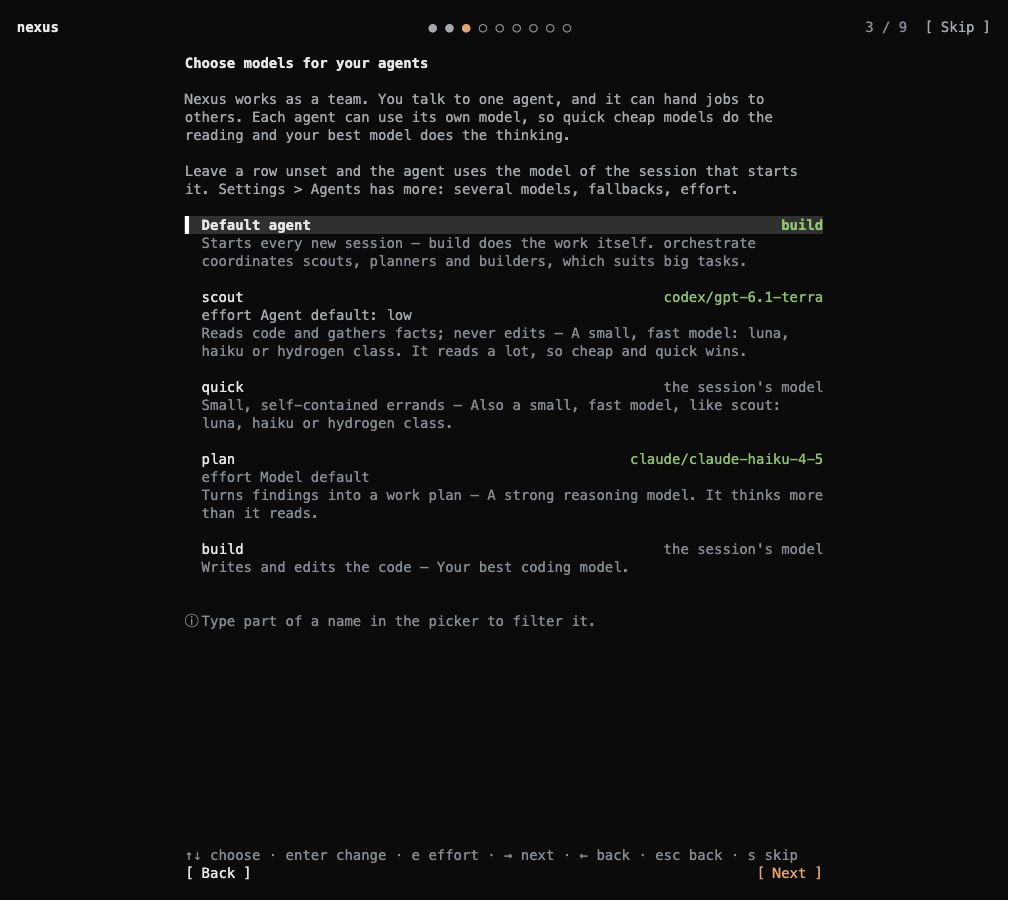 nexus ● ● ● ○ ○ ○ ○ ○ ○ 3 / 9 [ Skip ]
Choose models for your agents
Nexus works as a team. You talk to one agent, and it can hand jobs to
others. Each agent can use its own model, so quick cheap models do the
reading and your best model does the thinking.
Leave a row unset and the agent uses the model of the session that starts
it. Settings > Agents has more: several models, fallbacks, effort.
Default agent build
Starts every new session — build does the work itself. orchestrate
coordinates scouts, planners and builders, which suits big tasks.
scout codex/gpt-6.1-terra
effort Agent default: low
Reads code and gathers facts; never edits — A small, fast model: luna,
haiku or hydrogen class. It reads a lot, so cheap and quick wins.
quick the session's model
Small, self-contained errands — Also a small, fast model, like scout:
luna, haiku or hydrogen class.
plan claude/claude-haiku-4-5
effort Model default
Turns findings into a work plan — A strong reasoning model. It thinks more
than it reads.
build the session's model
Writes and edits the code — Your best coding model.
ⓘ Type part of a name in the picker to filter it.
↑↓ choose · enter change · e effort · → next · ← back · esc back · s skip
[ Back ] [ Next ]